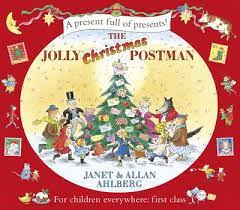 A present full of presents!
THE
JOLLY Christmas
POSTMAN
JANET & ALLAN
AHLBERG
For children everywhere: first class